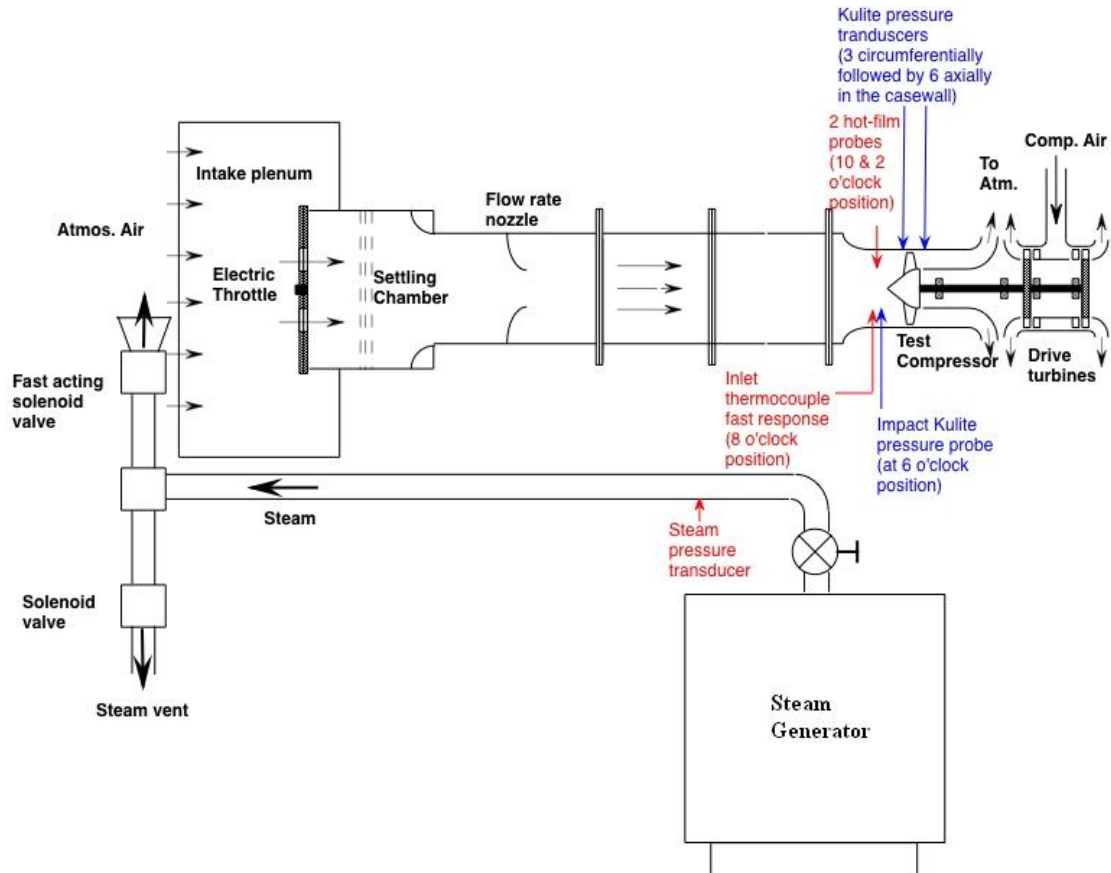 Kulite pressure
tranduscers
(3 circumferentially
followed by 6 axially
in the casewall)
2 hot-film
probes
(10 & 2
o'clock
position)
Comp. Air
To
Atm.
Intake plenum
Flow rate
nozzle
Atmos. Air
Electric
Throttle
Settling
Chamber
Test
Compressor
Drive
turbines
Fast acting
solenoid
valve
Inlet
thermocouple
fast response
(8 o'clock
position)
Impact Kulite
pressure probe
(at 6 o'clock
position)
Steam
Steam
pressure
transducer
Solenoid
valve
Steam vent
Steam
Generator